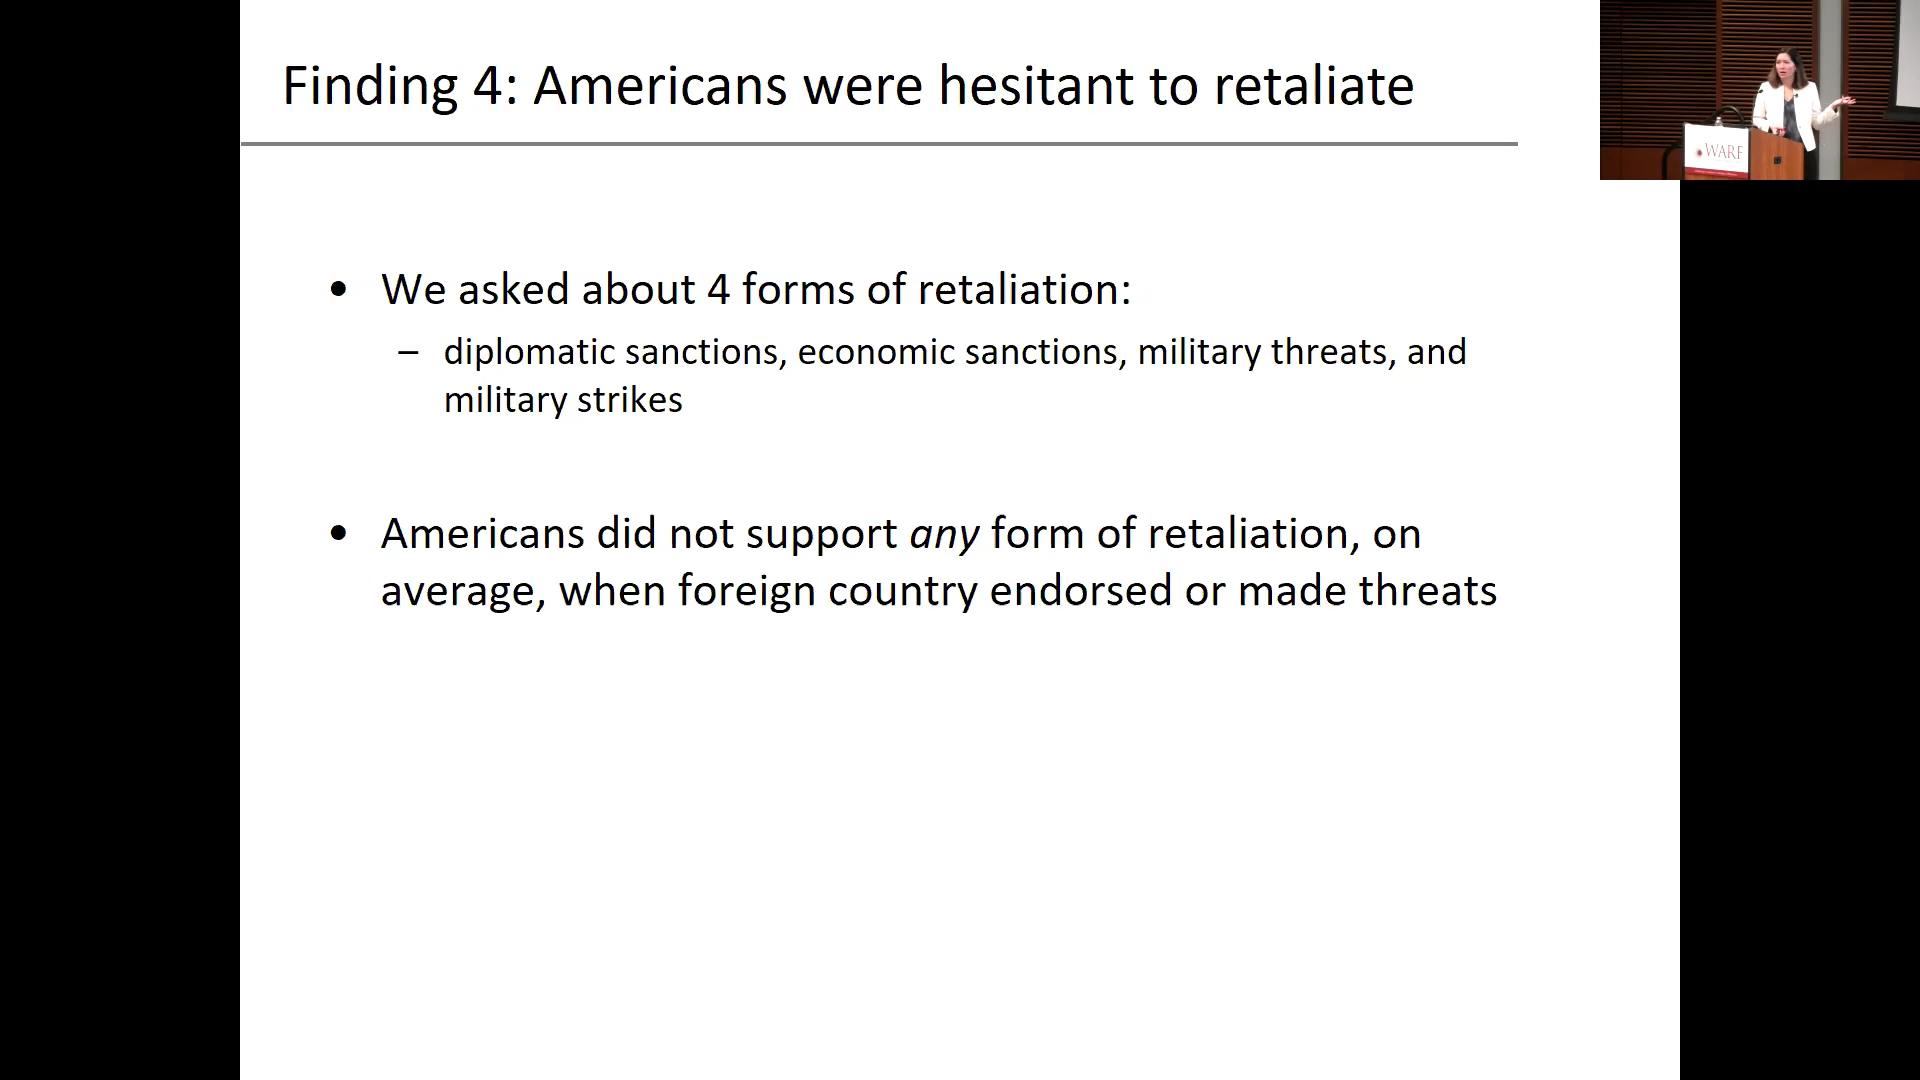 Finding 4: Americans were hesitant to retaliate
• We asked about 4 forms of retaliation:
– diplomatic sanctions, economic sanctions, military threats, and
military strikes
• Americans did not support any form of retaliation, on
average, when foreign country endorsed or made threats
WARF